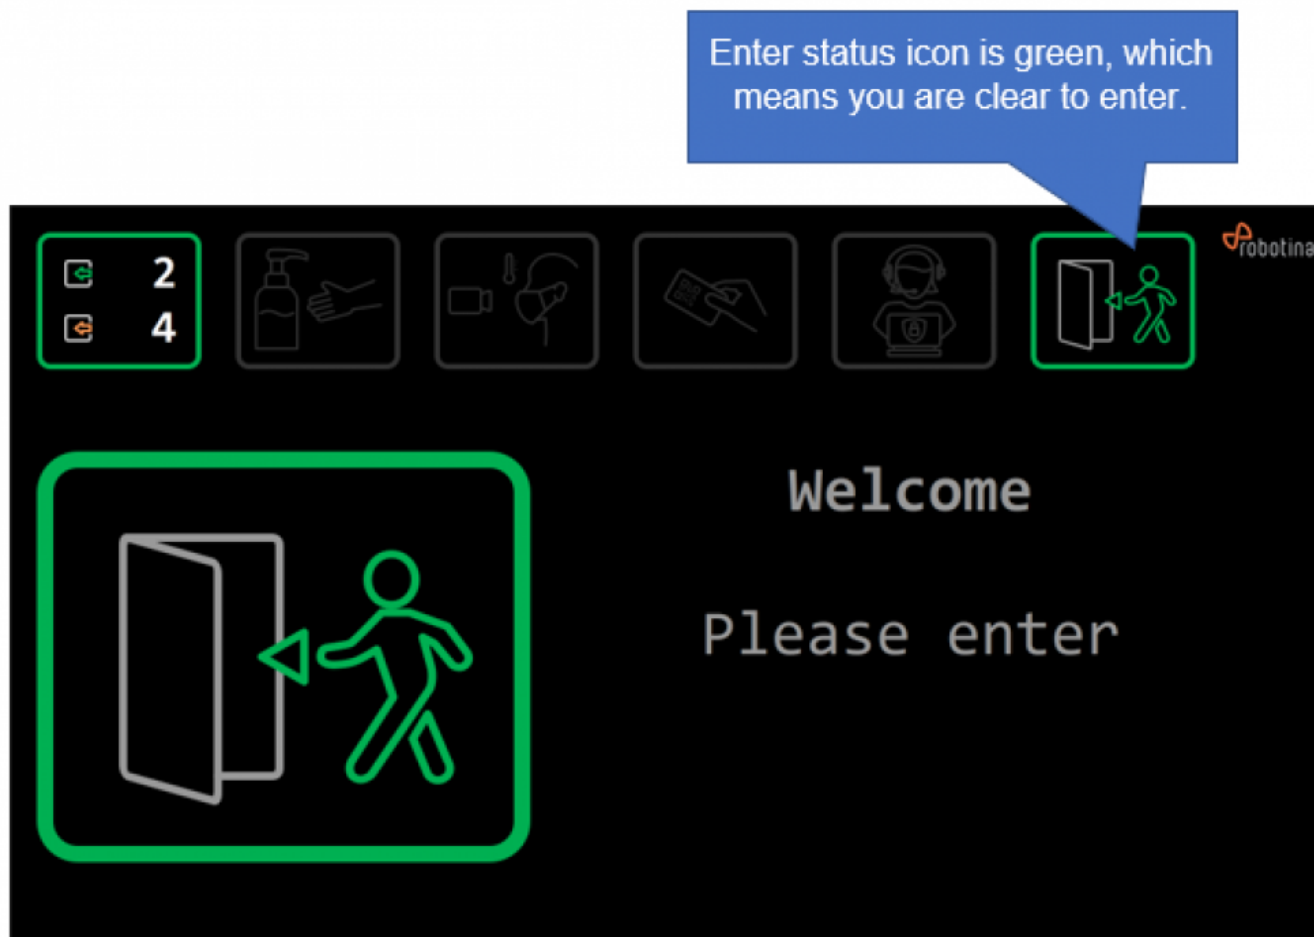 Enter status icon is green, which
means you are clear to enter.
2
4
robotina
Welcome
Please enter